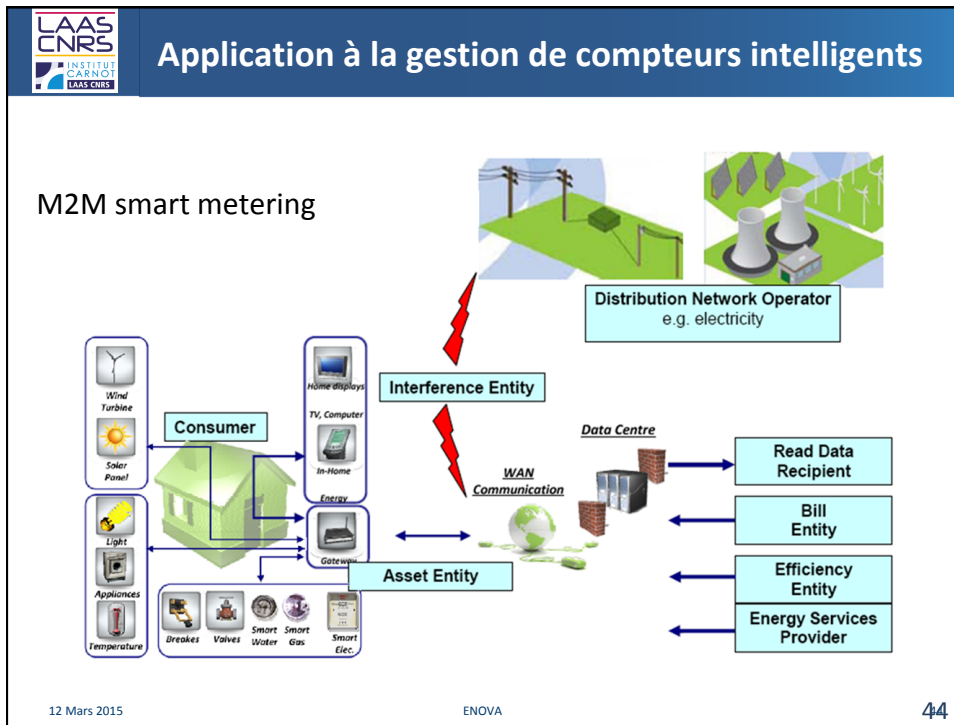 LAAS
CNRS
INSTITUT
CARNOT
LAAS CNRS
Application à la gestion de compteurs intelligents
M2M smart metering
Distribution Network Operator
e.g. electricity
Interference Entity
Consumer
Wind
Turbine
Solar
Panel
Light
Appliances
Temperature
Home displays
TV, Computer
In-Home
Energy
Gateway
Asset Entity
Breakes
Valves
Smart
Water
Smart
Gas
Smart
Elec.
WAN
Communication
Data Centre
Read Data
Recipient
Bill
Entity
Efficiency
Entity
Energy Services
Provider
12 Mars 2015
ENOVA
44